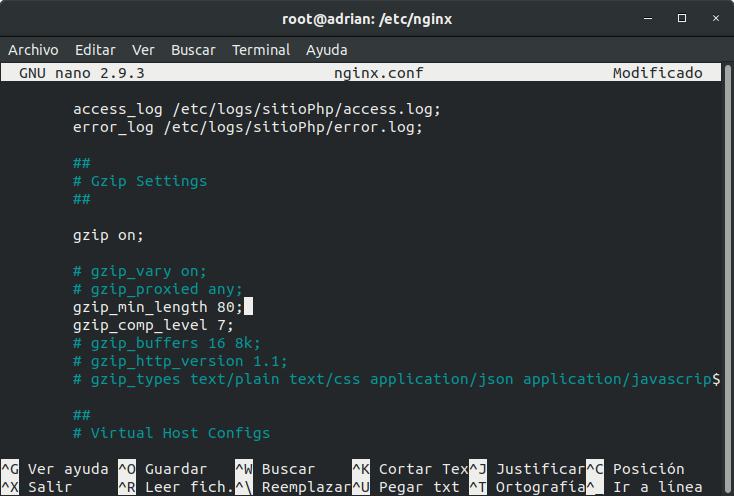 root@adrian: /etc/nginx
Archivo Editar Ver Buscar Terminal Ayuda
GNU nano 2.9.3 nginx.conf Modificado
access_log /etc/logs/sitioPhp/access.log;
error_log /etc/logs/sitioPhp/error.log;
##
# Gzip Settings
##
gzip on;
# gzip_vary on;
# gzip_proxied any;
gzip_min_length 80;
gzip_comp_level 7;
# gzip_buffers 16 8k;
# gzip_http_version 1.1;
# gzip_types text/plain text/css application/json application/javascrip$
##
# Virtual Host Configs
^G Ver ayuda ^O Guardar ^W Buscar ^K Cortar Tex^J Justificar^C Posición
^X Salir ^R Leer fich.^\ Reemplazar^U Pegar txt ^T Ortografía^_ Ir a línea